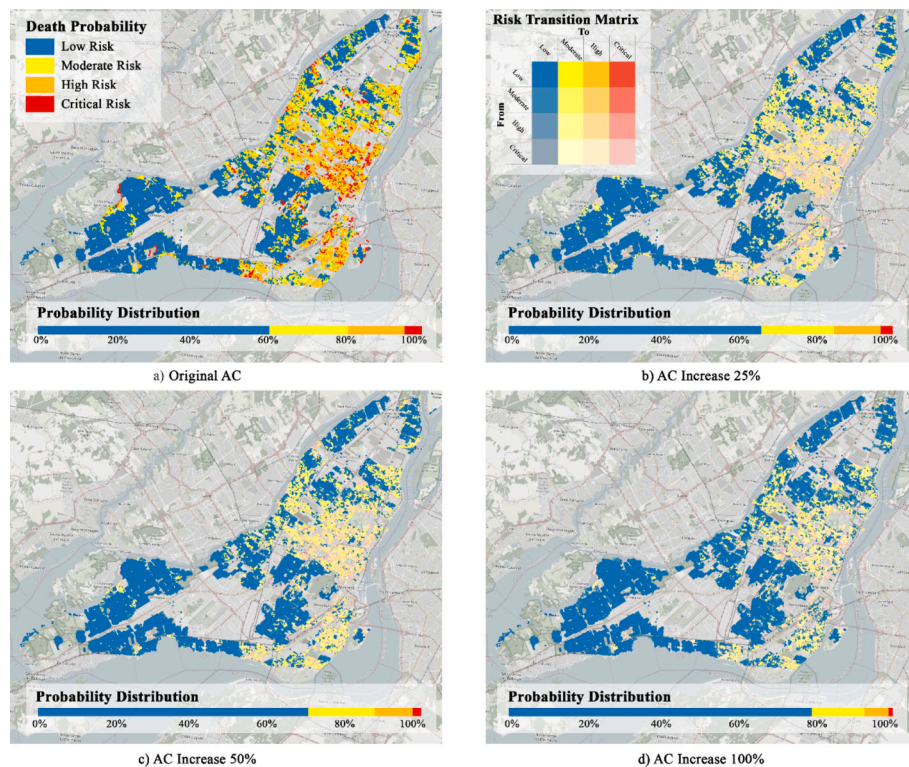 Death Probability
Low Risk
Moderate Risk
High Risk
Critical Risk
Probability Distribution
0% 20% 40% 60% 80% 100%
a) Original AC
Risk Transition Matrix
To
Low Moderate High Critical
From
Low
Moderate
High
Critical
Probability Distribution
0% 20% 40% 60% 80% 100%
b) AC Increase 25%
Probability Distribution
0% 20% 40% 60% 80% 100%
c) AC Increase 50%
Probability Distribution
0% 20% 40% 60% 80% 100%
d) AC Increase 100%